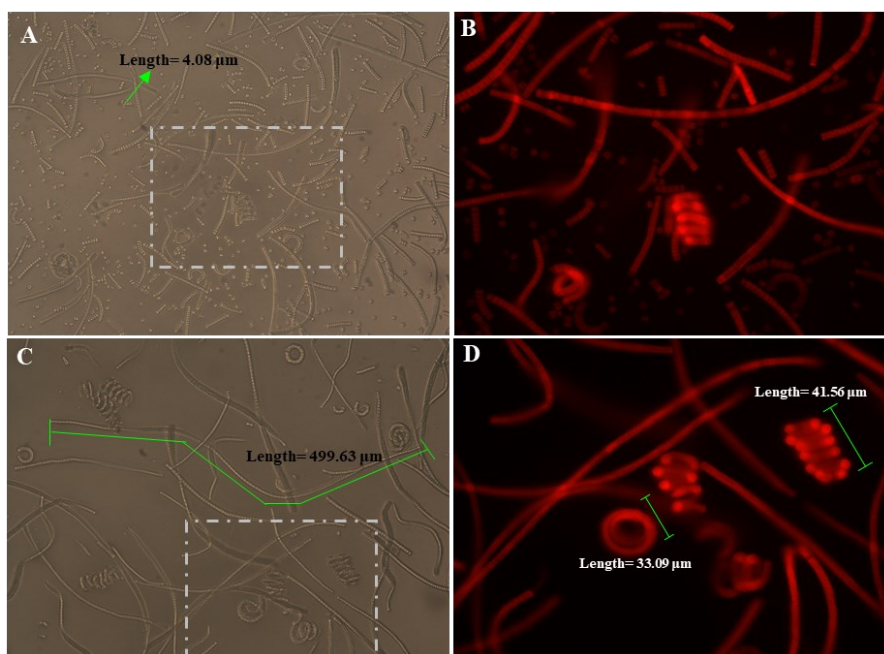 A
Length= 4.08 µm
B
C
Length= 499.63 µm
D
Length= 41.56 µm
Length= 33.09 µm